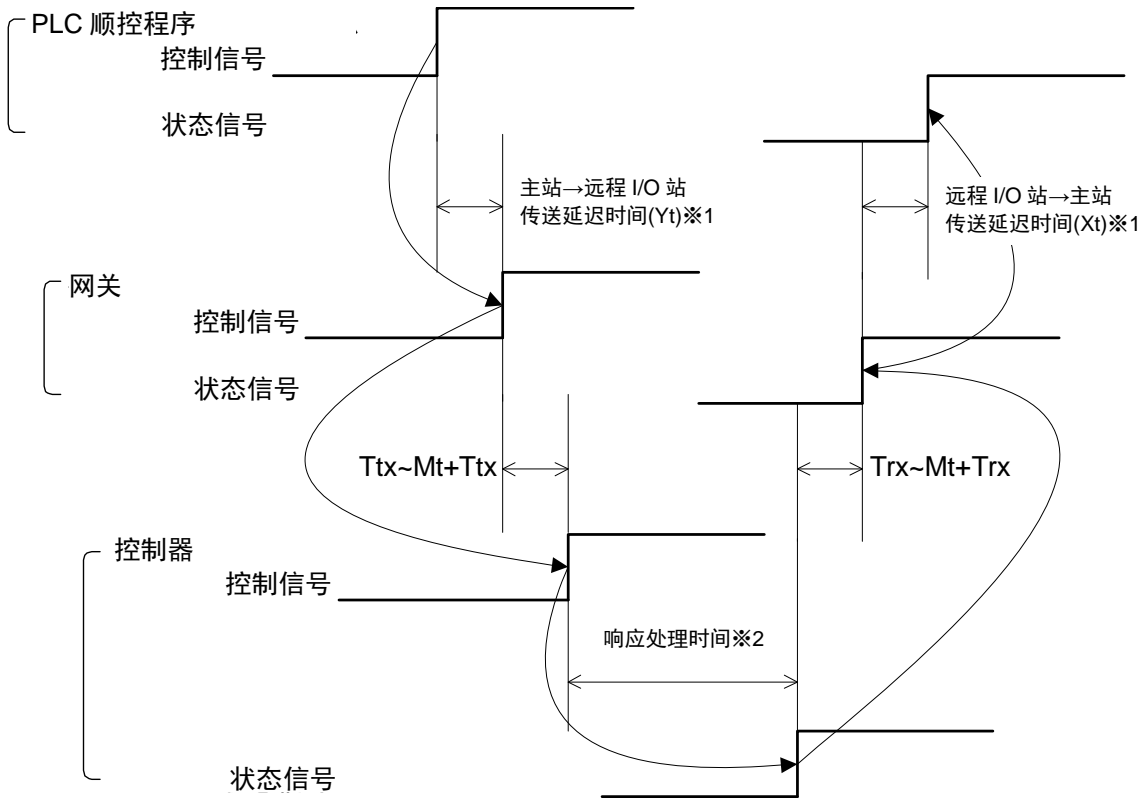 PLC 顺控程序
控制信号
状态信号
主站→远程 I/O 站
传送延迟时间(Yt)※1
远程 I/O 站→主站
传送延迟时间(Xt)※1
网关
控制信号
状态信号
Ttx~Mt+Ttx
Trx~Mt+Trx
控制器
控制信号
响应处理时间※2
状态信号